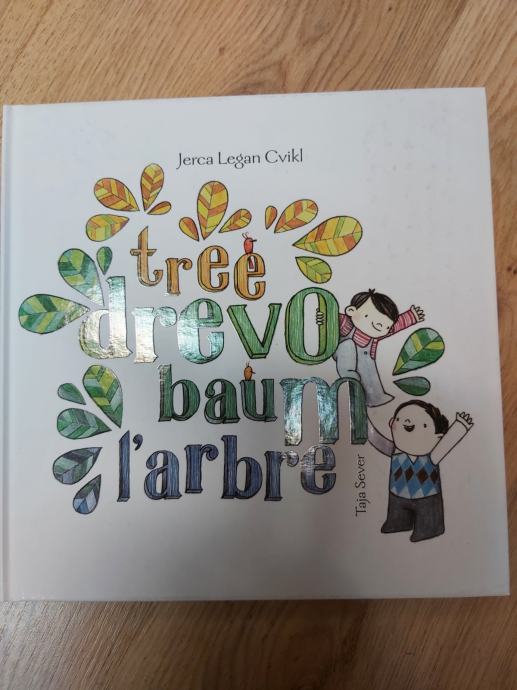 Jerca Legan Cvikl
tree
drevo
baum
l'arbre
Taja Sever